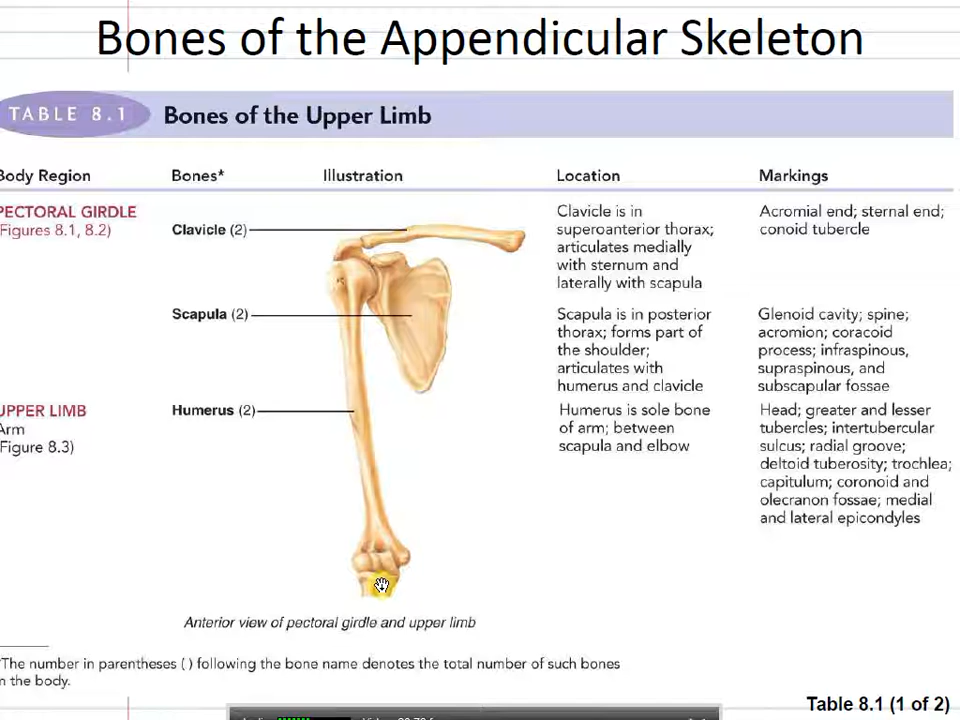 Bones of the Appendicular Skeleton
TABLE 8.1 Bones of the Upper Limb
Body Region Bones* Illustration Location Markings
PECTORAL GIRDLE
(Figures 8.1, 8.2)
Clavicle (2)
Clavicle is in
superoanterior thorax;
articulates medially
with sternum and
laterally with scapula
Acromial end; sternal end;
conoid tubercle
Scapula (2)
Scapula is in posterior
thorax; forms part of
the shoulder;
articulates with
humerus and clavicle
Glenoid cavity; spine;
acromion; coracoid
process; infraspinous,
supraspinous, and
subscapular fossae
UPPER LIMB
Arm
(Figure 8.3)
Humerus (2)
Humerus is sole bone
of arm; between
scapula and elbow
Head; greater and lesser
tubercles; intertubercular
sulcus; radial groove;
deltoid tuberosity; trochlea;
capitulum; coronoid and
olecranon fossae; medial
and lateral epicondyles
Anterior view of pectoral girdle and upper limb
*The number in parentheses ( ) following the bone name denotes the total number of such bones
in the body.
Table 8.1 (1 of 2)